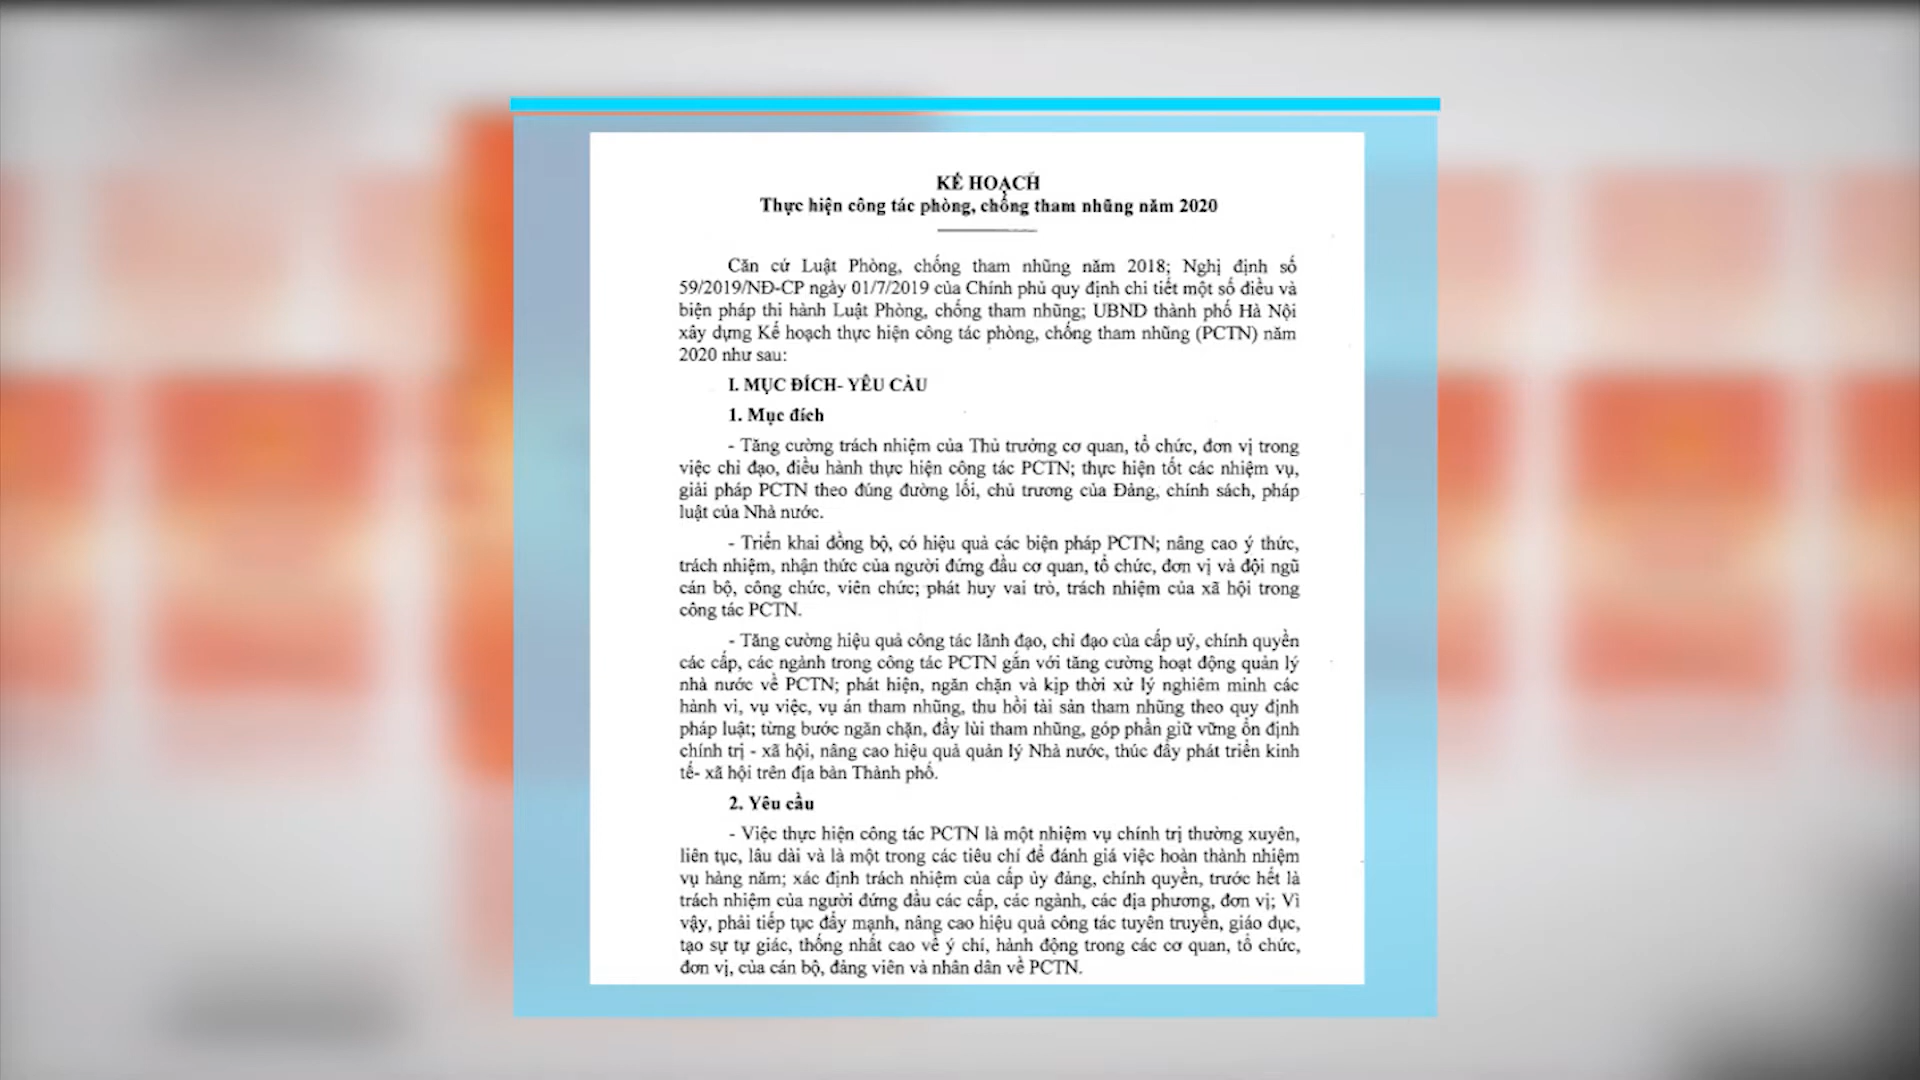 KẾ HOẠCH
Thực hiện công tác phòng, chống tham nhũng năm 2020
Căn cứ Luật Phòng, chống tham nhũng năm 2018; Nghị định số
59/2019/NĐ-CP ngày 01/7/2019 của Chính phủ quy định chi tiết một số điều và
biện pháp thi hành Luật Phòng, chống tham nhũng; UBND thành phố Hà Nội
xây dựng Kế hoạch thực hiện công tác phòng, chống tham nhũng (PCTN) năm
2020 như sau:
I. MỤC ĐÍCH- YÊU CẦU
1. Mục đích
- Tăng cường trách nhiệm của Thủ trưởng cơ quan, tổ chức, đơn vị trong
việc chỉ đạo, điều hành thực hiện công tác PCTN; thực hiện tốt các nhiệm vụ,
giải pháp PCTN theo đúng đường lối, chủ trương của Đảng, chính sách, pháp
luật của Nhà nước.
- Triển khai đồng bộ, có hiệu quả các biện pháp PCTN; nâng cao ý thức,
trách nhiệm, nhận thức của người đứng đầu cơ quan, tổ chức, đơn vị và đội ngũ
cán bộ, công chức, viên chức; phát huy vai trò, trách nhiệm của xã hội trong
công tác PCTN.
- Tăng cường hiệu quả công tác lãnh đạo, chỉ đạo của cấp uỷ, chính quyền
các cấp, các ngành trong công tác PCTN gắn với tăng cường hoạt động quản lý
nhà nước về PCTN; phát hiện, ngăn chặn và kịp thời xử lý nghiêm minh các
hành vi, vụ việc, vụ án tham nhũng, thu hồi tài sản tham nhũng theo quy định
pháp luật; từng bước ngăn chặn, đẩy lùi tham nhũng, góp phần giữ vững ổn định
chính trị - xã hội, nâng cao hiệu quả quản lý Nhà nước, thúc đẩy phát triển kinh
tế- xã hội trên địa bàn Thành phố.
2. Yêu cầu
- Việc thực hiện công tác PCTN là một nhiệm vụ chính trị thường xuyên,
liên tục, lâu dài và là một trong các tiêu chí để đánh giá việc hoàn thành nhiệm
vụ hàng năm; xác định trách nhiệm của cấp ủy đảng, chính quyền, trước hết là
trách nhiệm của người đứng đầu các cấp, các ngành, các địa phương, đơn vị; Vì
vậy, phải tiếp tục đẩy mạnh, nâng cao hiệu quả công tác tuyên truyền, giáo dục,
tạo sự tự giác, thống nhất cao về ý chí, hành động trong các cơ quan, tổ chức,
đơn vị, của cán bộ, đảng viên và nhân dân về PCTN.